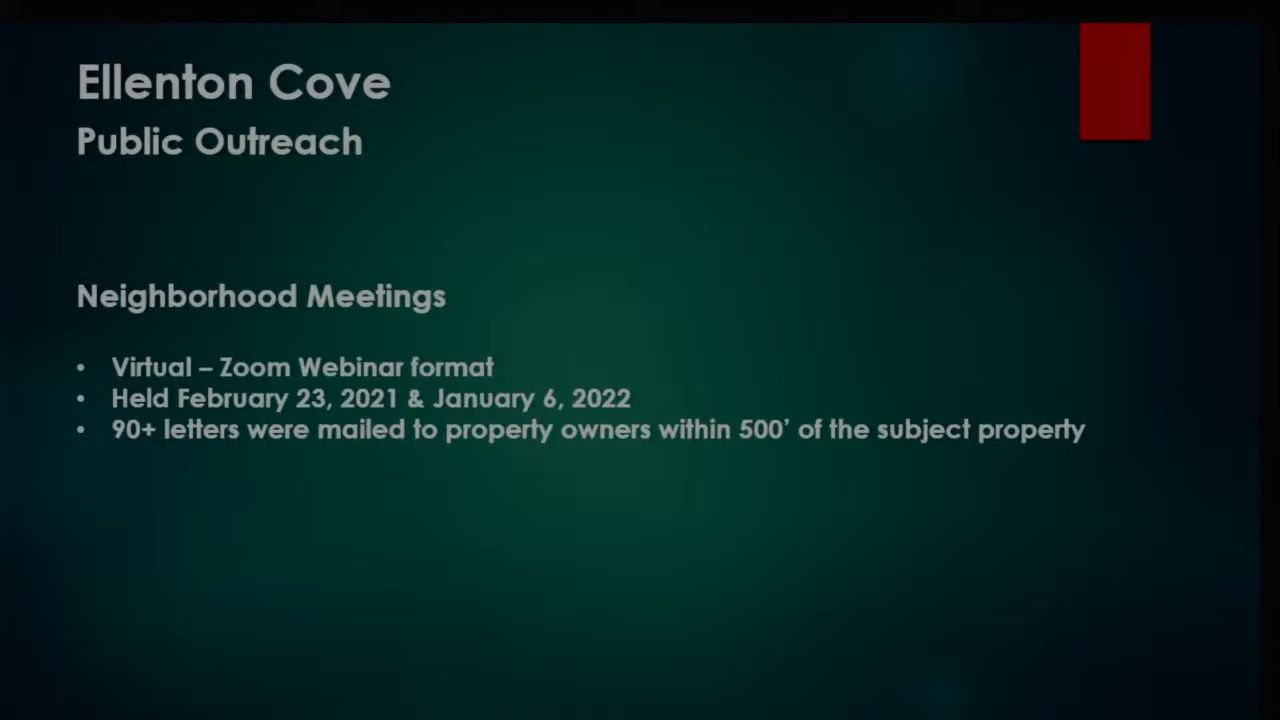 Ellenton Cove
Public Outreach
Neighborhood Meetings
• Virtual – Zoom Webinar format
• Held February 23, 2021 & January 6, 2022
• 90+ letters were mailed to property owners within 500’ of the subject property